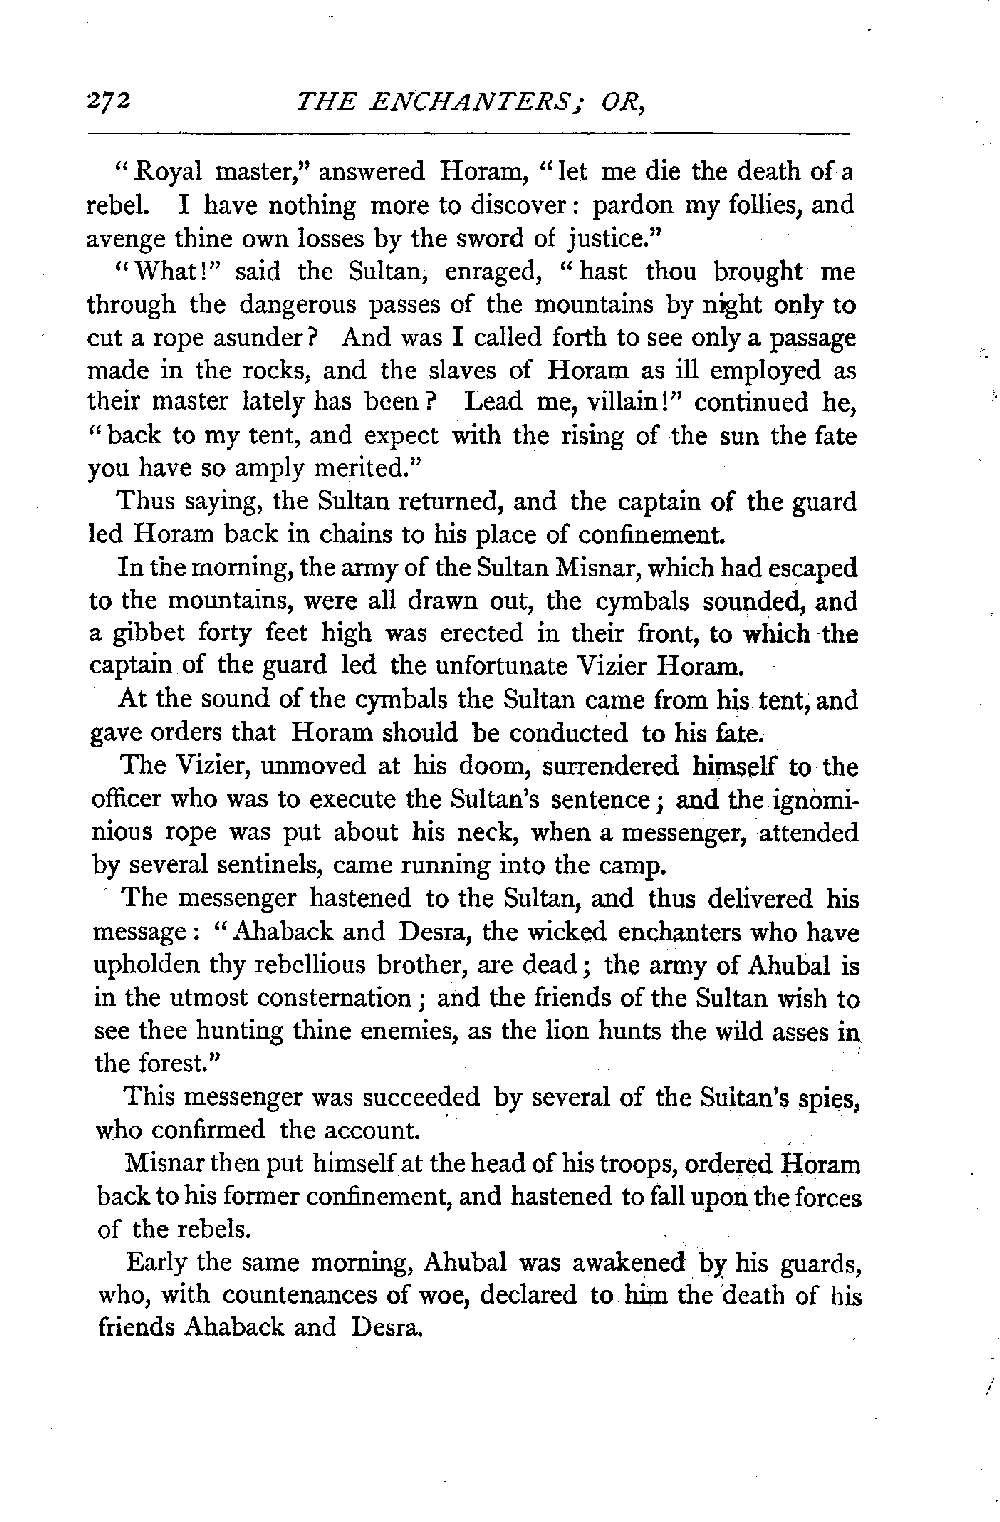 272 THE ENCHANTERS; OR,
"Royal master," answered Horam, "let me die the death of a
rebel. I have nothing more to discover: pardon my follies, and
avenge thine own losses by the sword of justice."
"What!" said the Sultan, enraged, "hast thou brought me
through the dangerous passes of the mountains by night only to
cut a rope asunder? And was I called forth to see only a passage
made in the rocks, and the slaves of Horam as ill employed as
their master lately has been? Lead me, villain!" continued he,
"back to my tent, and expect with the rising of the sun the fate
you have so amply merited."
Thus saying, the Sultan returned, and the captain of the guard
led Horam back in chains to his place of confinement.
In the morning, the army of the Sultan Misnar, which had escaped
to the mountains, were all drawn out, the cymbals sounded, and
a gibbet forty feet high was erected in their front, to which the
captain of the guard led the unfortunate Vizier Horam.
At the sound of the cymbals the Sultan came from his tent, and
gave orders that Horam should be conducted to his fate.
The Vizier, unmoved at his doom, surrendered himself to the
officer who was to execute the Sultan's sentence; and the ignomi-
nious rope was put about his neck, when a messenger, attended
by several sentinels, came running into the camp.
The messenger hastened to the Sultan, and thus delivered his
message: "Ahaback and Desra, the wicked enchanters who have
upholden thy rebellious brother, are dead; the army of Ahubal is
in the utmost consternation; and the friends of the Sultan wish to
see thee hunting thine enemies, as the lion hunts the wild asses in
the forest."
This messenger was succeeded by several of the Sultan's spies,
who confirmed the account.
Misnar then put himself at the head of his troops, ordered Horam
back to his former confinement, and hastened to fall upon the forces
of the rebels.
Early the same morning, Ahubal was awakened by his guards,
who, with countenances of woe, declared to him the death of his
friends Ahaback and Desra.